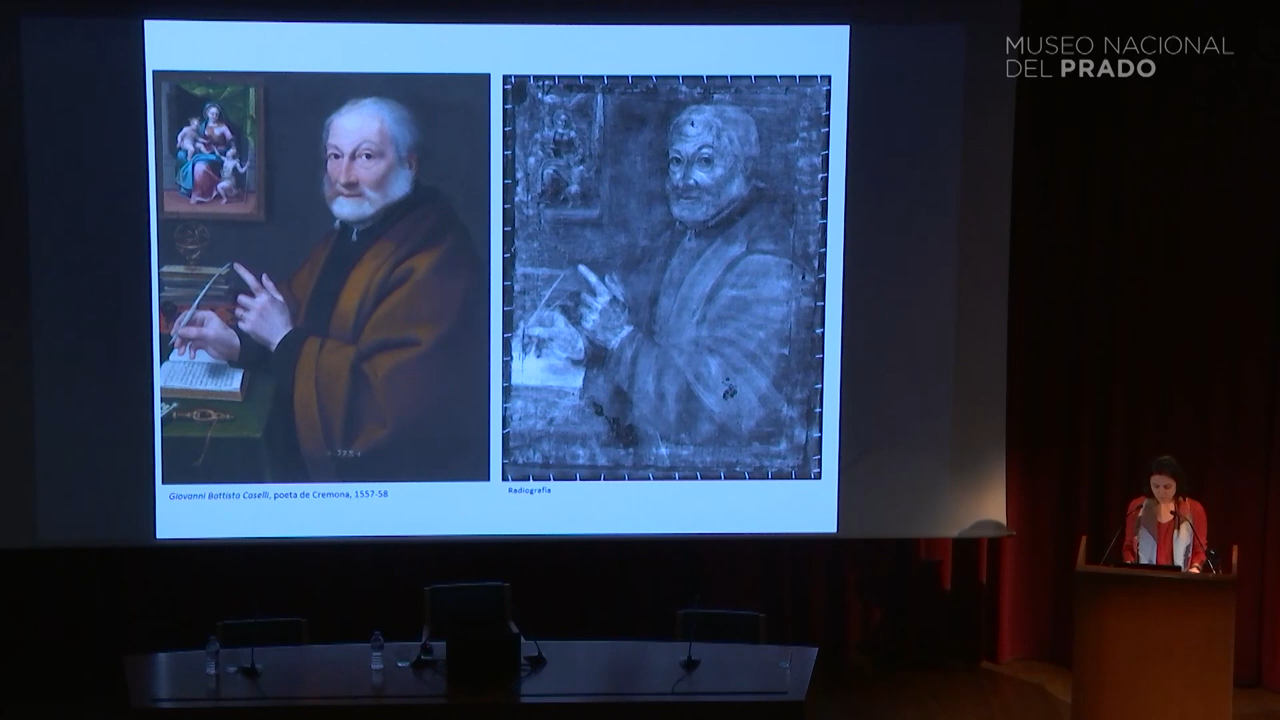 MUSEO NACIONAL
DEL PRADO
Giovanni Battista Caselli, poeta de Cremona, 1557-58
Radiografía